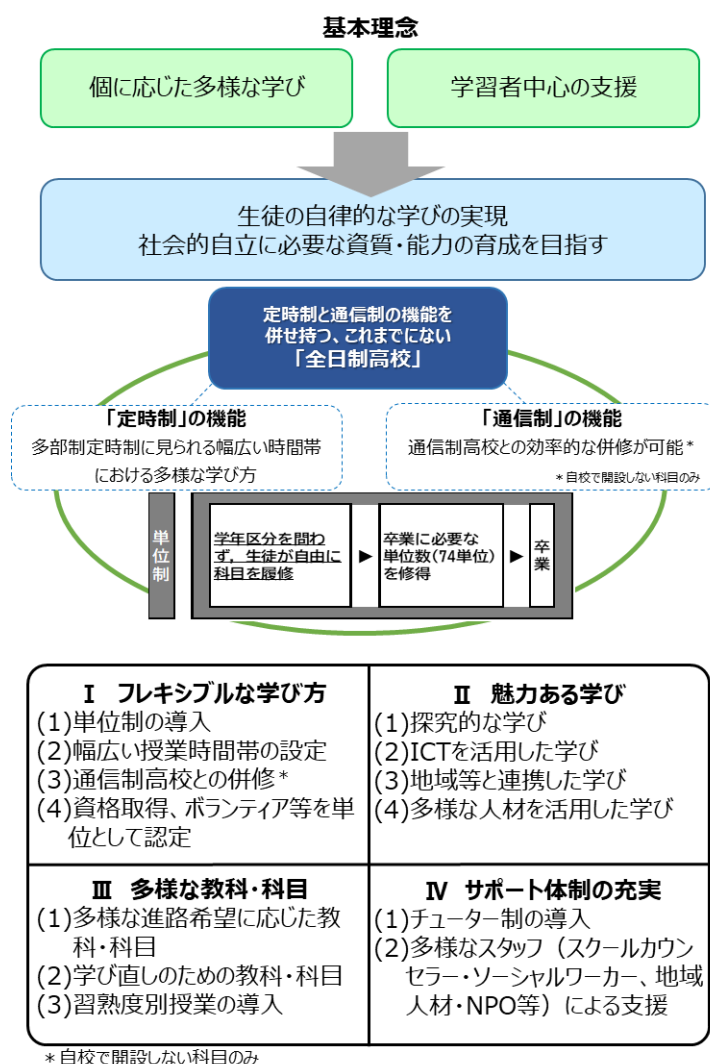 基本理念
個に応じた多様な学び
学習者中心の支援
生徒の自律的な学びの実現
社会的自立に必要な資質・能力の育成を目指す
定時制と通信制の機能を
併せ持つ、これまでにない
「全日制高校」
「定時制」の機能
多部制定時制に見られる幅広い時間帯
における多様な学び方
「通信制」の機能
通信制高校との効率的な併修が可能*
*自校で開設しない科目のみ
単位制
学年区分を問わ
ず，生徒が自由に
科目を履修
▶
卒業に必要な
単位数(74単位)
を修得
▶
卒業
Ⅰ フレキシブルな学び方
(1)単位制の導入
(2)幅広い授業時間帯の設定
(3)通信制高校との併修*
(4)資格取得、ボランティア等を単
位として認定
Ⅱ 魅力ある学び
(1)探究的な学び
(2)ICTを活用した学び
(3)地域等と連携した学び
(4)多様な人材を活用した学び
Ⅲ 多様な教科・科目
(1)多様な進路希望に応じた教
科・科目
(2)学び直しのための教科・科目
(3)習熟度別授業の導入
Ⅳ サポート体制の充実
(1)チューター制の導入
(2)多様なスタッフ（スクールカウン
セラー・ソーシャルワーカー、地域
人材・NPO等）による支援
*自校で開設しない科目のみ